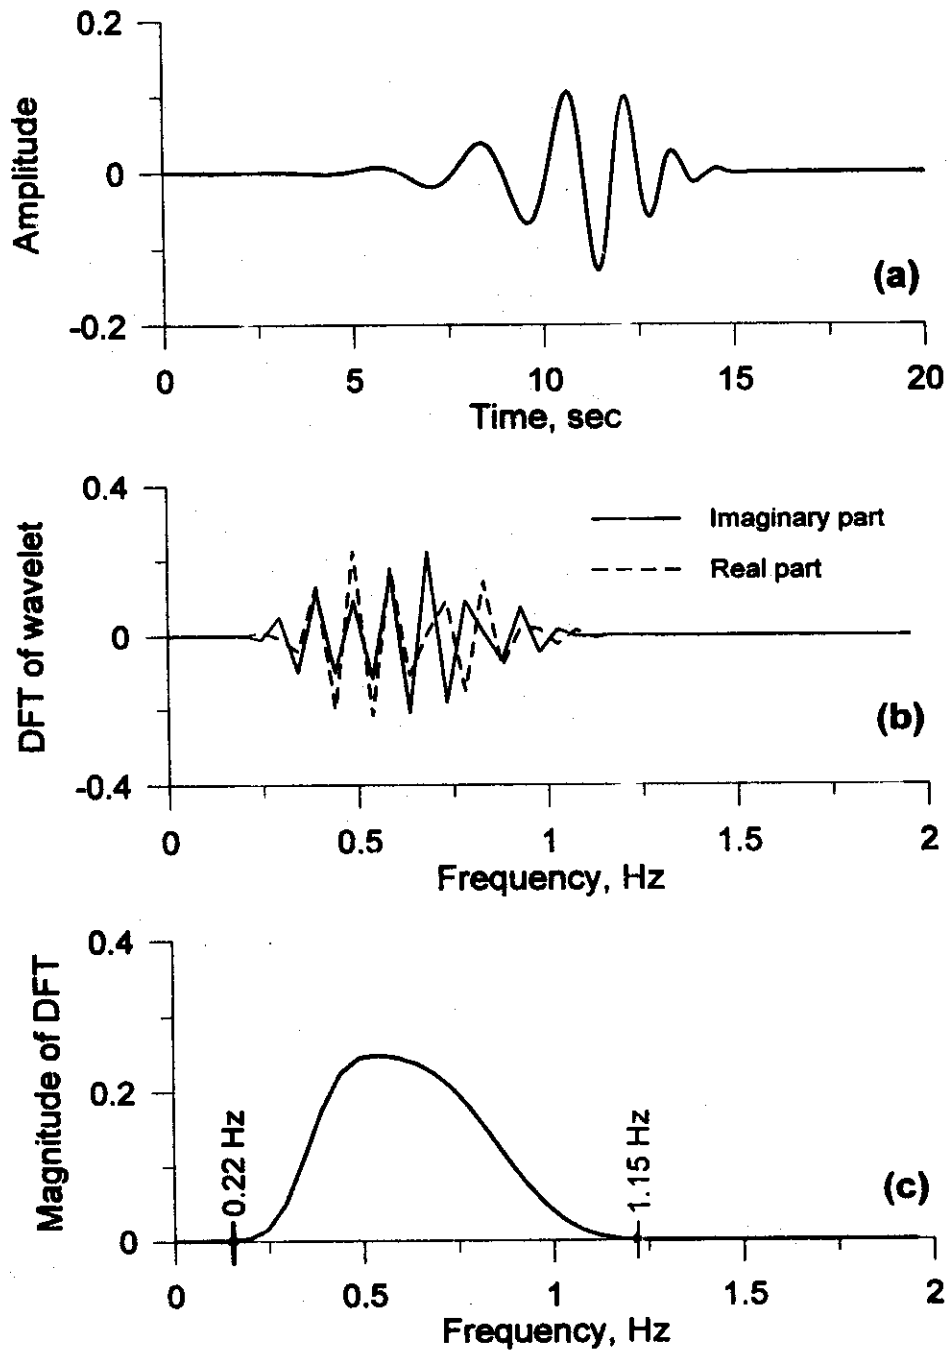 0.2
Amplitude
0
(a)
-0.2
0 5 10 15 20
Time, sec
0.4
Imaginary part
Real part
DFT of wavelet
0
(b)
-0.4
0 0.5 1 1.5 2
Frequency, Hz
0.4
Magnitude of DFT
0.2
0.22 Hz
1.15 Hz
(c)
0
0 0.5 1 1.5 2
Frequency, Hz